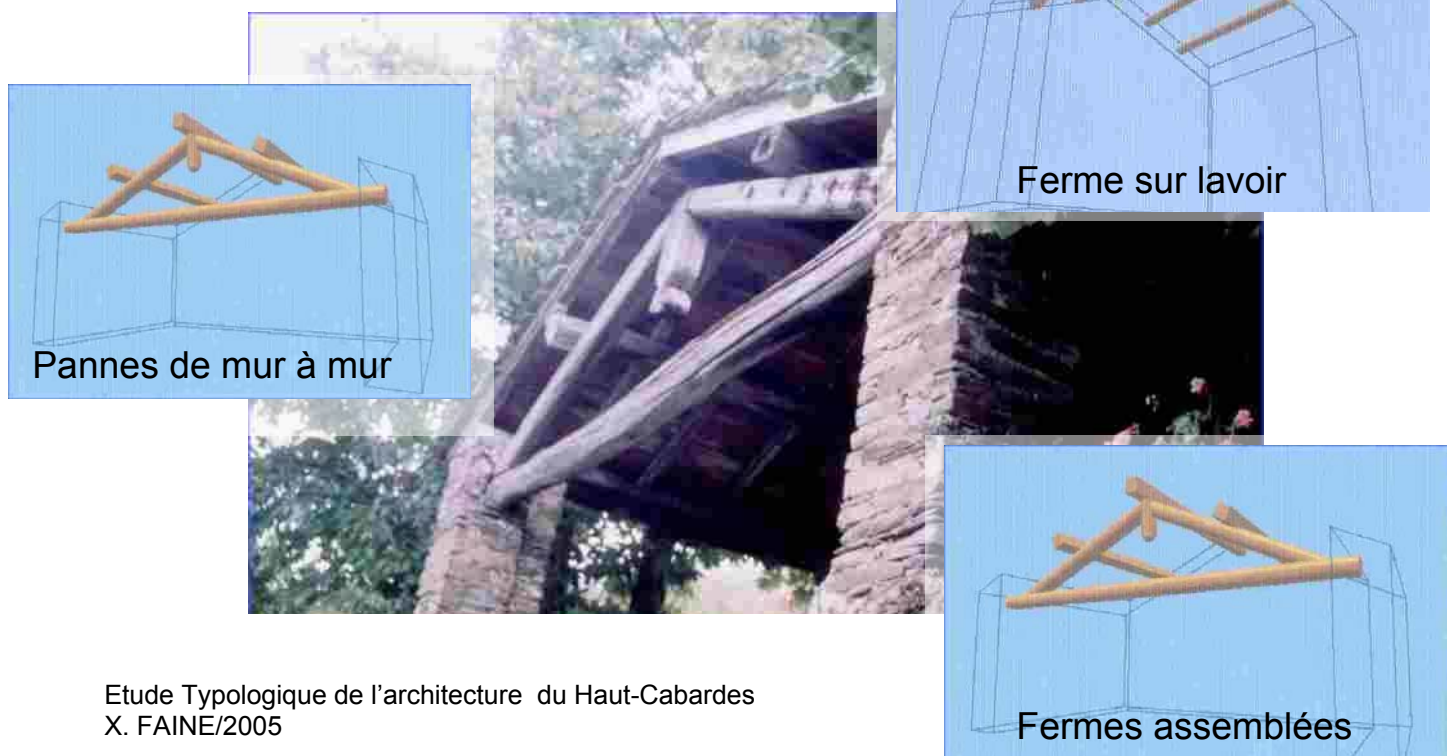 Ferme sur lavoir
Pannes de mur à mur
Etude Typologique de l’architecture  du Haut-Cabardes
X. FAINE/2005
Fermes assemblées